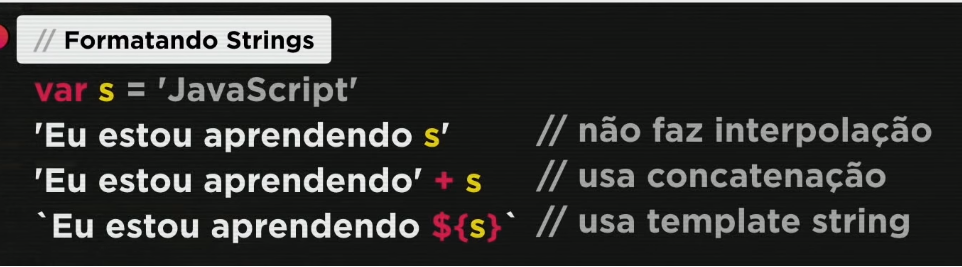 // Formatando Strings
var s = 'JavaScript'
'Eu estou aprendendo s' // não faz interpolação
'Eu estou aprendendo' + s // usa concatenação
`Eu estou aprendendo ${s}` // usa template string